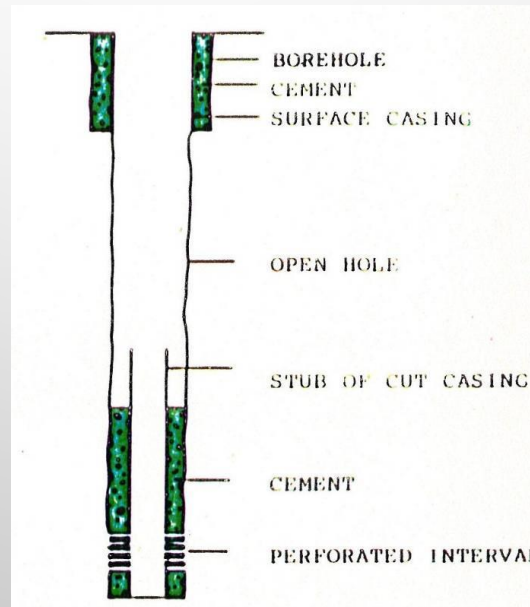 BOREHOLE
CEMENT
SURFACE CASING
OPEN HOLE
STUB OF CUT CASING
CEMENT
PERFORATED INTERVAL